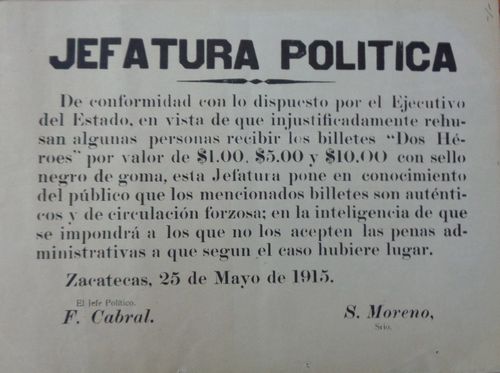 JEFATURA POLITICA
De conformidad con lo dispuesto por el Ejecutivo
del Estado, en vista de que injustificadamente rehu-
san algunas personas recibir los billetes "Dos Hé-
roes" por valor de $1.00, $5.00 y $10.00 con sello
negro de goma, esta Jefatura pone en conocimiento
del público que los mencionados billetes son auténti-
cos y de circulación forzosa; en la inteligencia de que
se impondrá a los que no los acepten las penas ad-
ministrativas a que segun el caso hubiere lugar.
Zacatecas, 25 de Mayo de 1915.
El Jefe Político.
F. Cabral.
S. Moreno,
Srio.